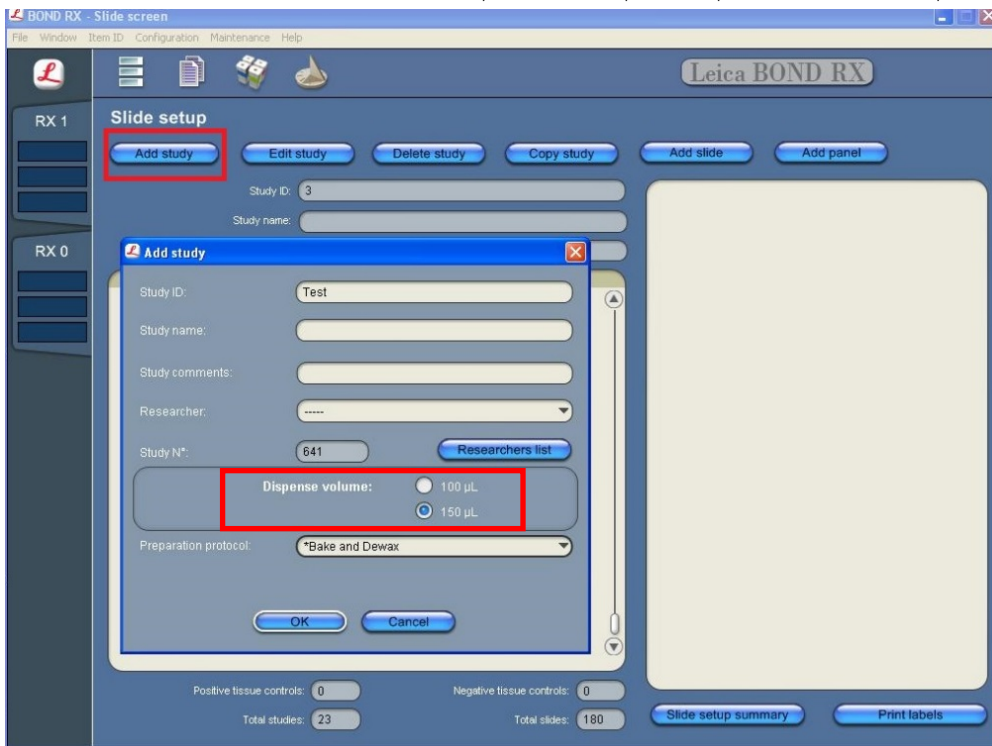 BOND RX - Slide screen
File Window Item ID Configuration Maintenance Help
Leica BOND RX
RX 1
RX 0
Slide setup
Add study Edit study Delete study Copy study Add slide Add panel
Study ID: 3
Study name:
Add study
Study ID: Test
Study name:
Study comments:
Researcher: -----
Study N°: 641 Researchers list
Dispense volume: 100 µL
150 µL
Preparation protocol: *Bake and Dewax
OK Cancel
Positive tissue controls: 0 Negative tissue controls: 0
Total studies: 23 Total slides: 180
Slide setup summary Print labels